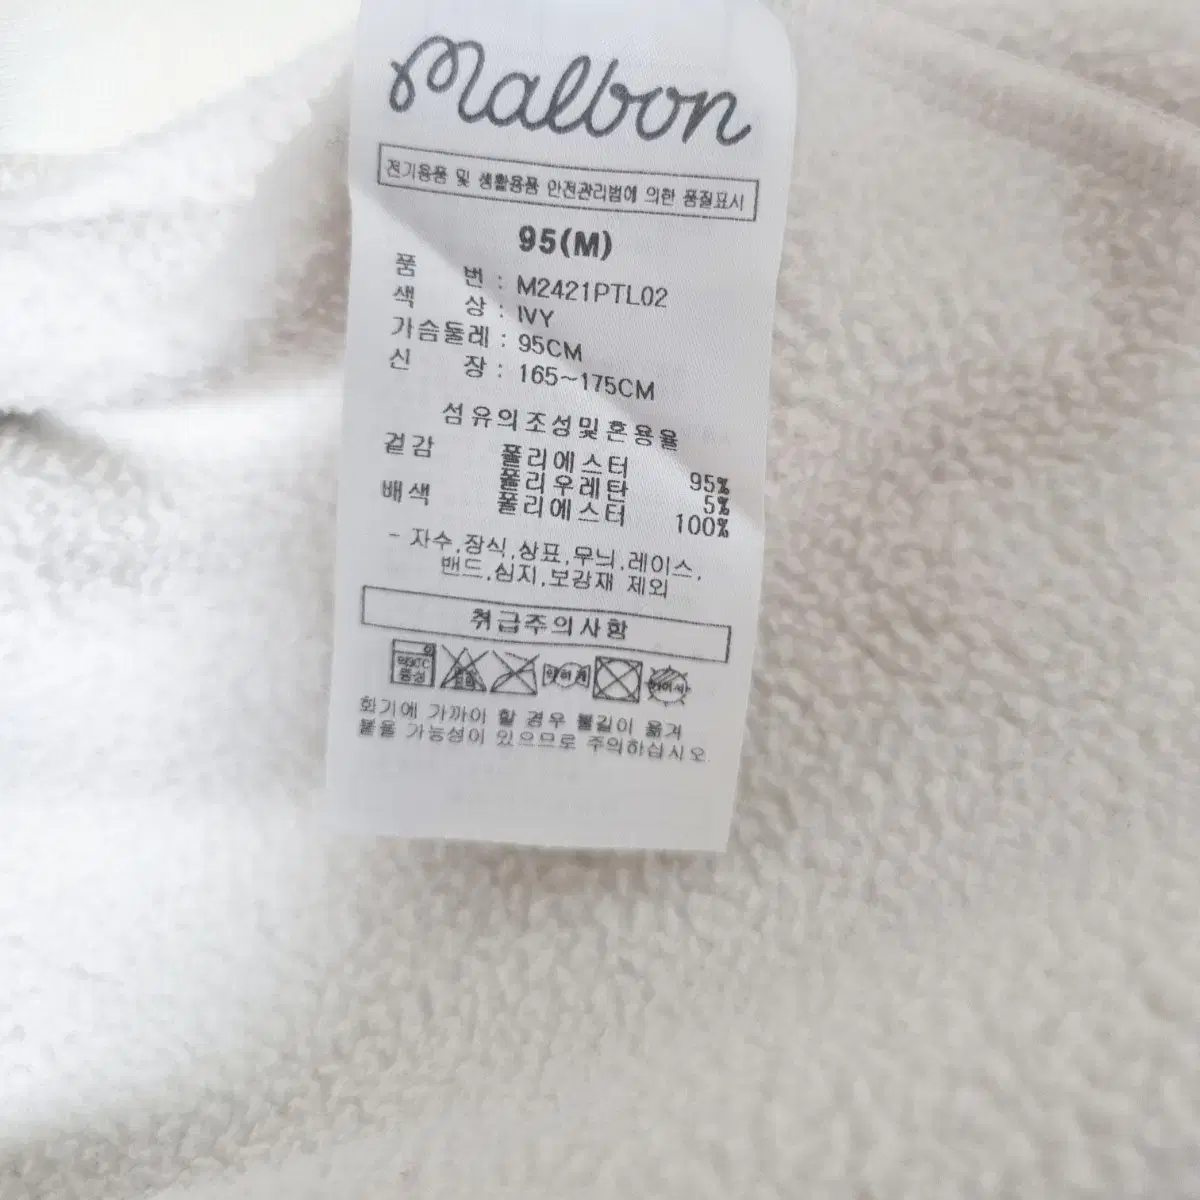 malbon
전기용품 및 생활용품 안전관리법에 의한 품질표시
95(M)
품 번 : M2421PTL02
색 상 : IVY
가슴둘레 : 95CM
신 장 : 165~175CM
섬유의조성및혼용율
겉감 폴리에스터 95%
폴리우레탄 5%
배색 폴리에스터 100%
- 자수,장식,상표,무늬,레이스,
밴드,심지,보강재 제외
취급주의사항
화기에 가까이 할 경우 불길이 옮겨
붙을 가능성이 있으므로 주의하십시오.